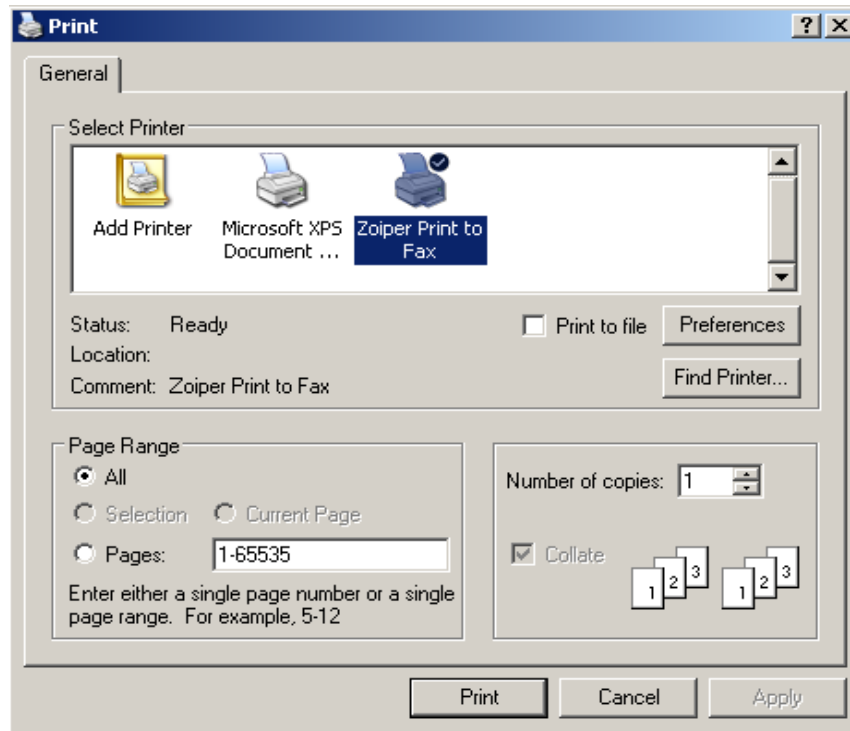 Print
General
Select Printer
Add Printer
Microsoft XPS
Document ...
Zoiper Print to
Fax
Status: Ready
Print to file
Preferences
Location:
Comment: Zoiper Print to Fax
Find Printer...
Page Range
All
Selection
Current Page
Pages: 1-65535
Enter either a single page number or a single
page range. For example, 5-12
Number of copies: 1
Collate
1 2 3 1 2 3
Print
Cancel
Apply